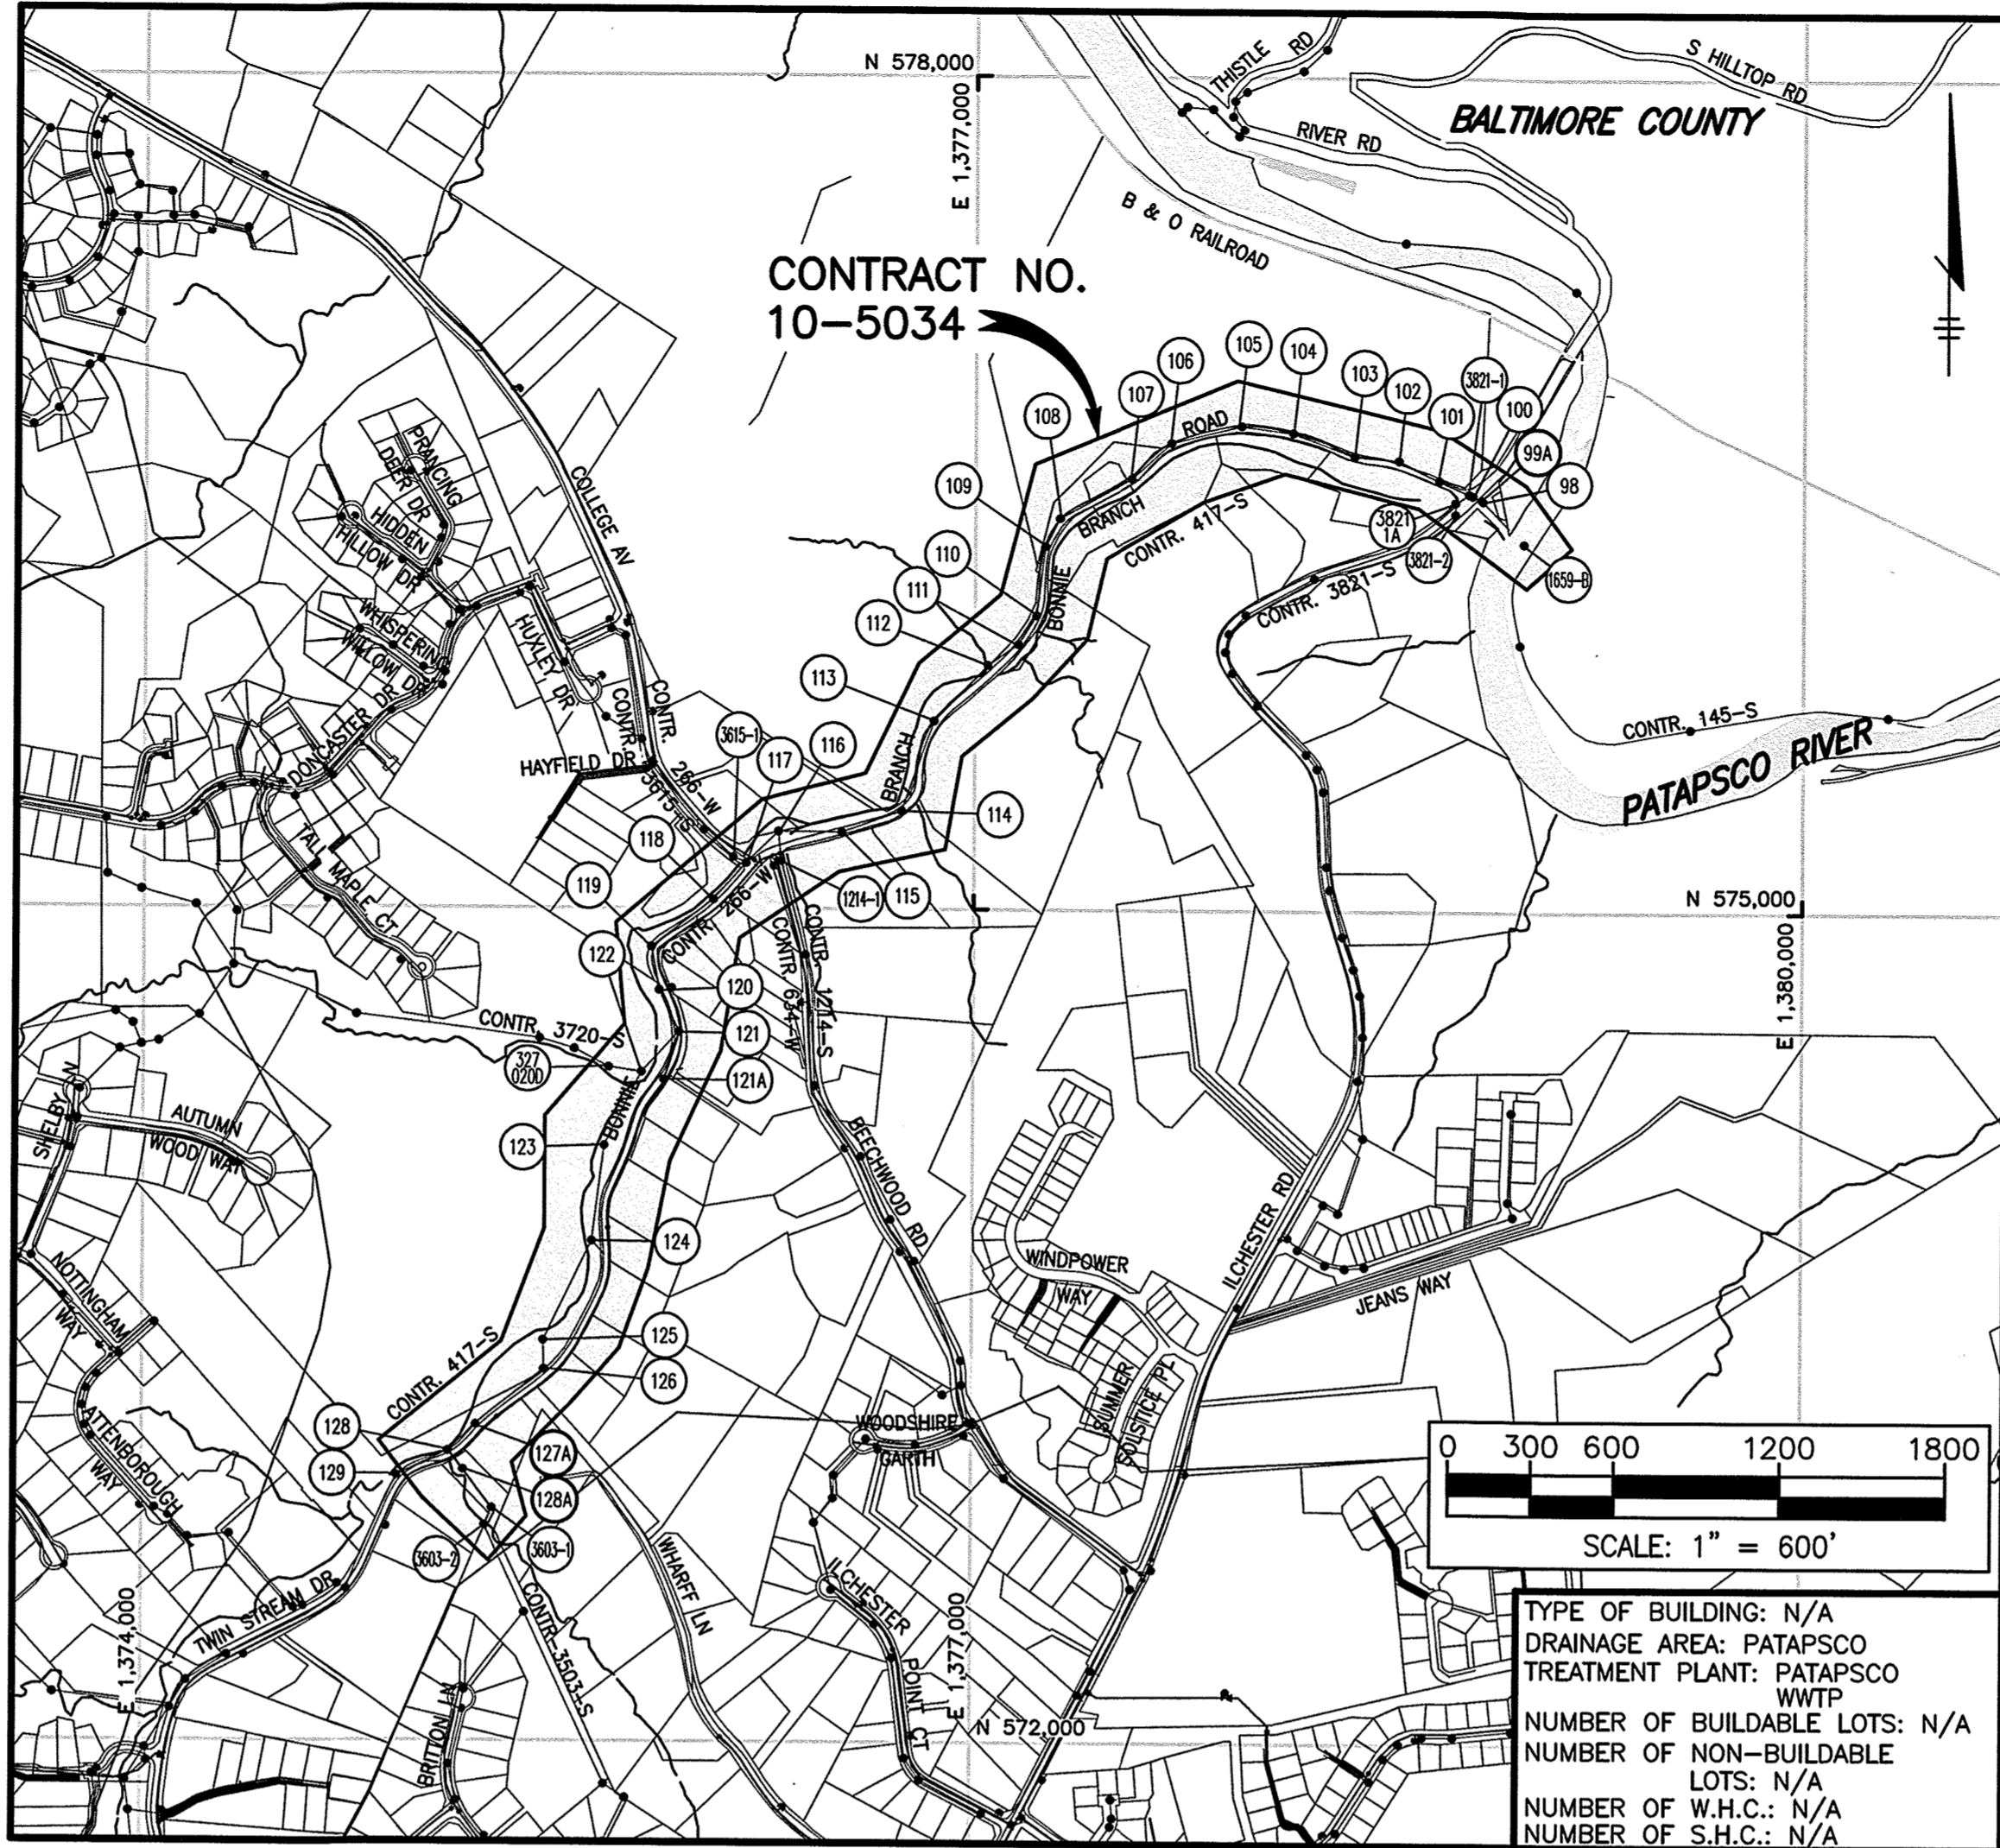 N 578,000
E 1,377,000
THISTLE RD
S HILLTOP RD
RIVER RD
BALTIMORE COUNTY
B & O RAILROAD
CONTRACT NO.
10-5034
105
106
104
103
102
3821-1
100
101
99A
98
107
108
109
110
111
112
113
3821
1A
3821-2
1659-B
ROAD
BRANCH
BONNIE
CONTR. 417-S
CONTR. 3821-S
COLLEGE AV
PRANCING
DEER DR
HIDDEN
HILLOW DR
WHISPERING
WILLOW DR
HUXLEY DR
DONCASTER DR
HAYFIELD DR
CONTR.
3615-S
CONTR.
266-W
3615-1
117
116
BRANCH
114
115
1214-1
118
119
CONTR. 266-W
CONTR. 145-S
PATAPSCO RIVER
TALL MAPLE CT
N 575,000
E 1,380,000
122
120
121
121A
CONTR. 634-W
CONTR. 1214-S
CONTR. 3720-S
327
020D
BONNIE
123
124
SHELBY N
AUTUMN
WOOD WAY
BEECHWOOD RD
ILCHESTER RD
WINDPOWER
WAY
JEANS WAY
NOTTINGHAM
WAY
125
126
CONTR. 417-S
SUMMER
SOLSTICE PL
ATTENBOROUGH
WAY
128
129
127A
128A
3603-2
3603-1
WOODSHIRE
GARTH
WHARFF LN
ILCHESTER
POINT CT
TWIN STREAM DR
CONTR. 3503-S
BRITTON LN
E 1,374,000
E 1,377,000
N 572,000
0 300 600 1200 1800
SCALE: 1" = 600'
TYPE OF BUILDING: N/A
DRAINAGE AREA: PATAPSCO
TREATMENT PLANT: PATAPSCO
WWTP
NUMBER OF BUILDABLE LOTS: N/A
NUMBER OF NON-BUILDABLE
LOTS: N/A
NUMBER OF W.H.C.: N/A
NUMBER OF S.H.C.: N/A